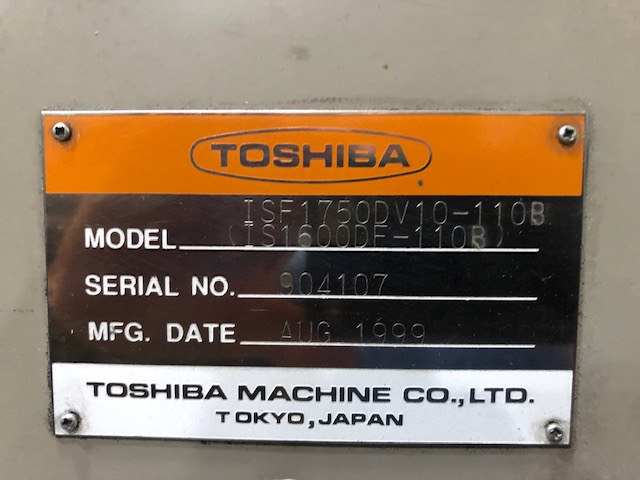 TOSHIBA
ISF1750DV10-110B
MODEL (IS1600DF-110B)
SERIAL NO. 904107
MFG. DATE AUG.1999
TOSHIBA MACHINE CO.,LTD.
TOKYO,JAPAN